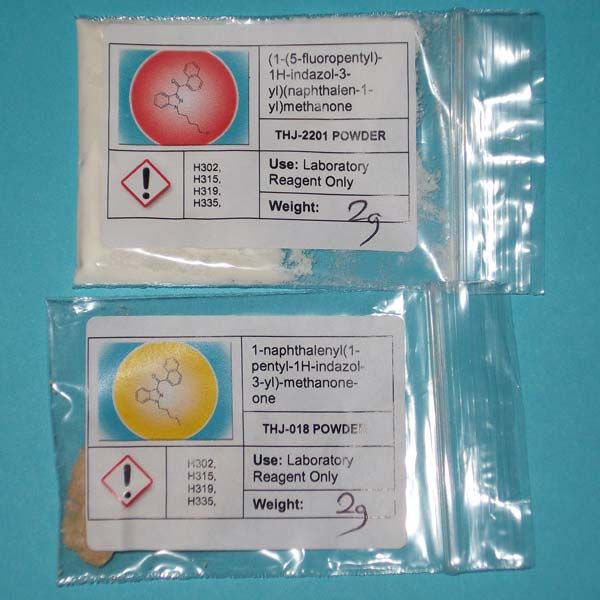 (1-(5-fluoropentyl)-
1H-indazol-3-
yl)(naphthalen-1-
yl)methanone
THJ-2201 POWDER
H302,
H315,
H319,
H335,
Use: Laboratory
Reagent Only
Weight: 2g
1-naphthalenyl(1-
pentyl-1H-indazol-
3-yl)-methanone-
one
THJ-018 POWDER
H302,
H315,
H319,
H335,
Use: Laboratory
Reagent Only
Weight: 2g